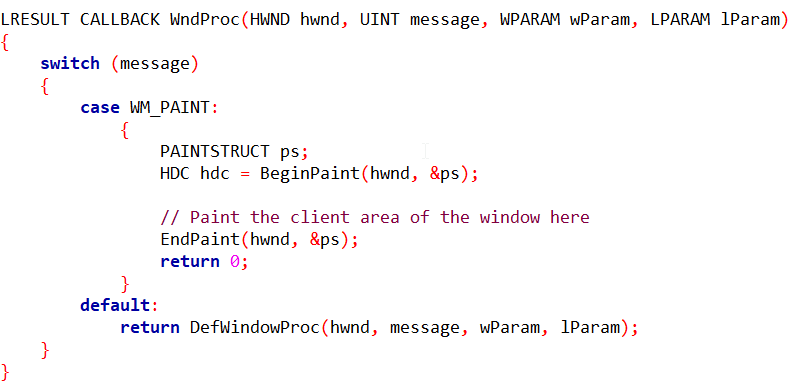 LRESULT CALLBACK WndProc(HWND hwnd, UINT message, WPARAM wParam, LPARAM lParam)
{
    switch (message)
    {
        case WM_PAINT:
            {
                PAINTSTRUCT ps;
                HDC hdc = BeginPaint(hwnd, &ps);

                // Paint the client area of the window here
                EndPaint(hwnd, &ps);
                return 0;
            }
        default:
            return DefWindowProc(hwnd, message, wParam, lParam);
    }
}